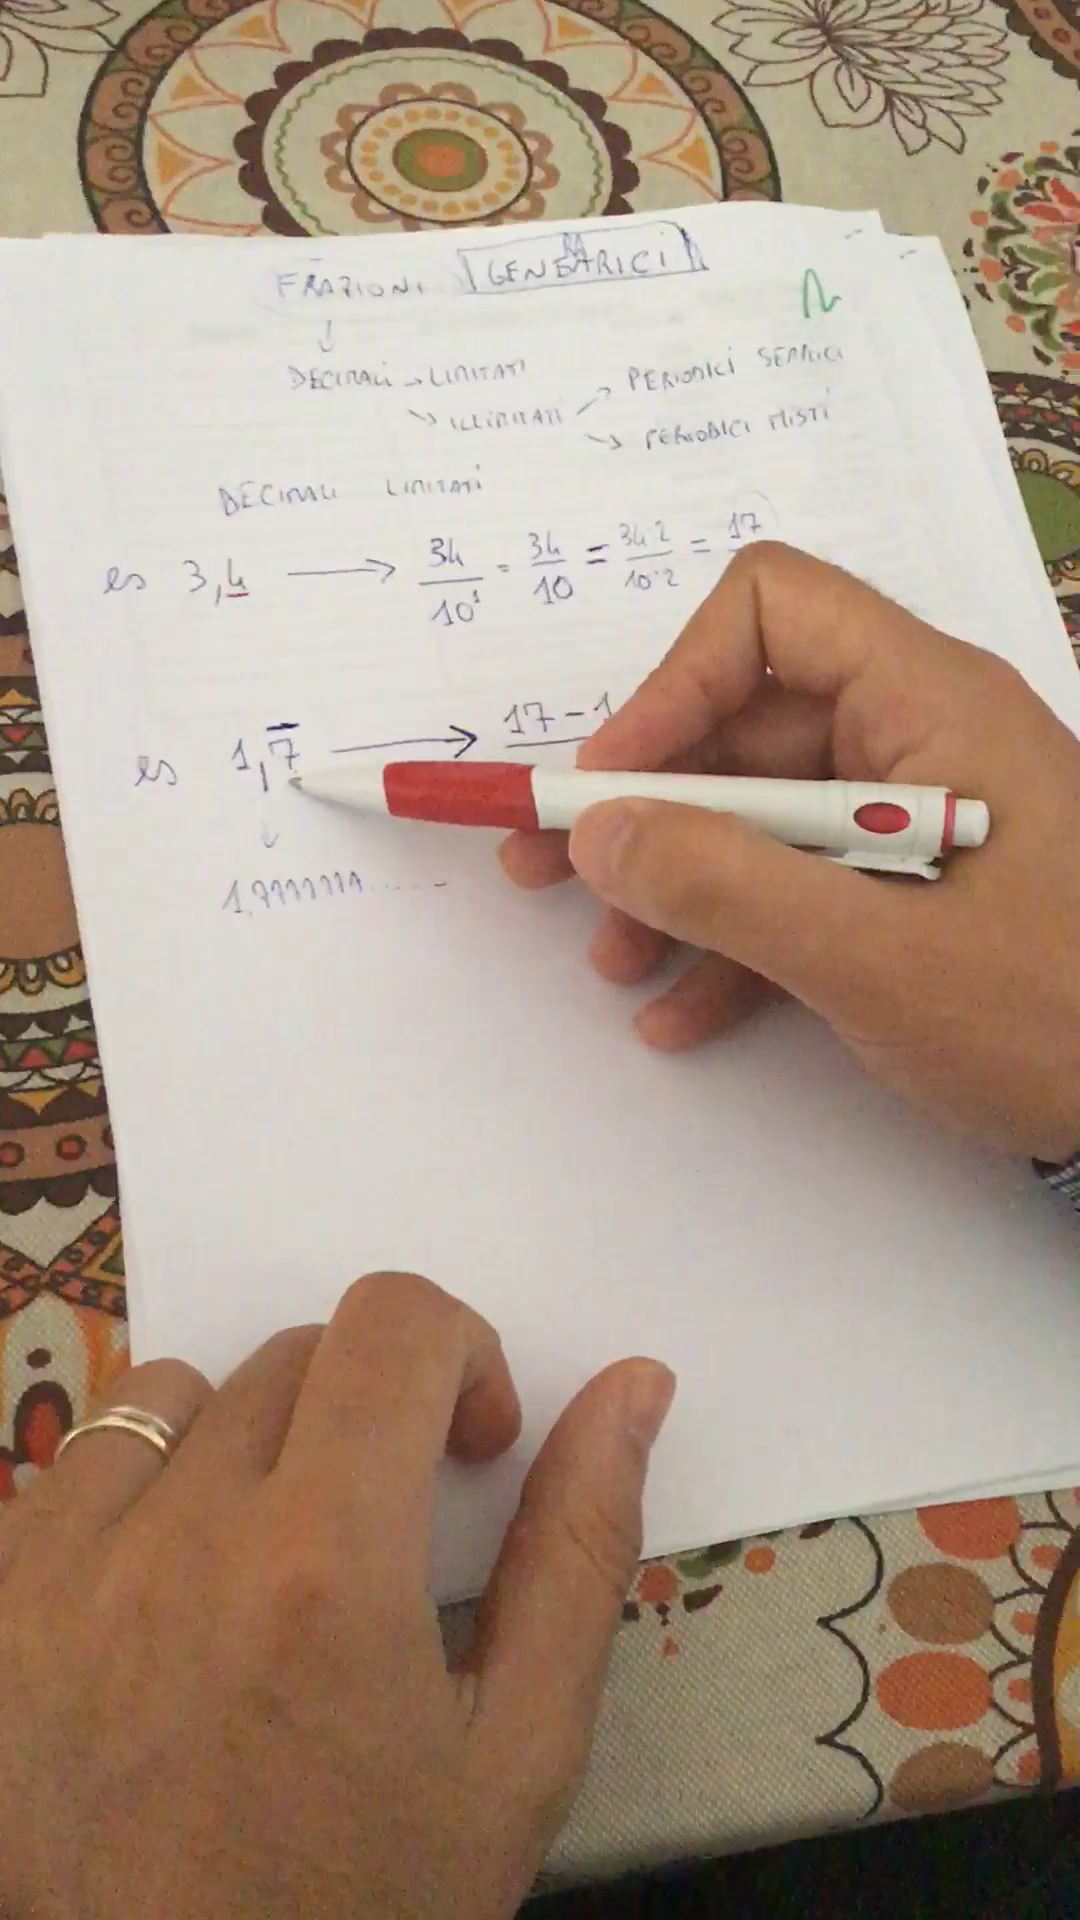 FRAZIONI GENERATRICI
↓
DECIMALI → LIMITATI
→ ILLIMITATI → PERIODICI SEMPLICI
→ PERIODICI MISTI
DECIMALI LIMITATI
es 3,4 → 34/10¹ = 34/10 = 34:2/10:2 = 17
es 1,7̅ → 17-1
↓
1,7777777......